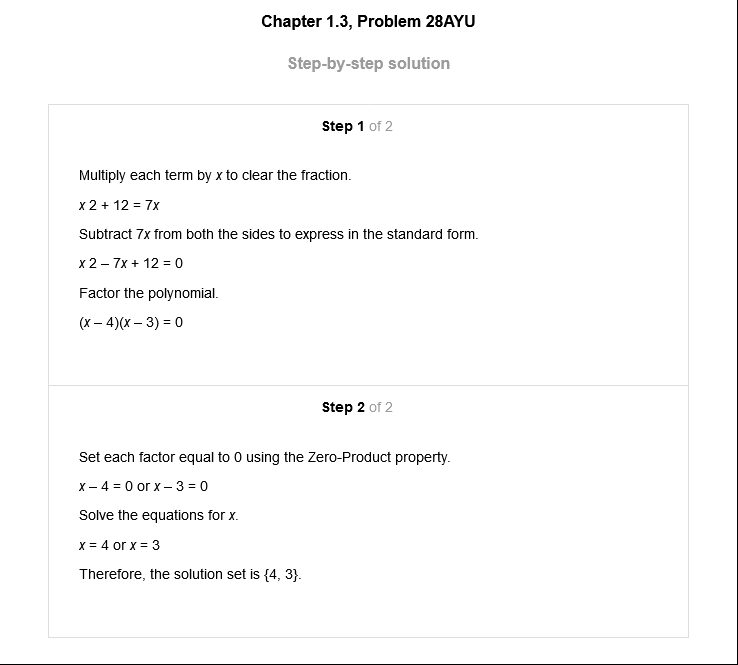 Chapter 1.3, Problem 28AYU
Step-by-step solution
Step 1 of 2
Multiply each term by x to clear the fraction.
x 2 + 12 = 7x
Subtract 7x from both the sides to express in the standard form.
x 2 – 7x + 12 = 0
Factor the polynomial.
(x – 4)(x – 3) = 0
Step 2 of 2
Set each factor equal to 0 using the Zero-Product property.
x – 4 = 0 or x – 3 = 0
Solve the equations for x.
x = 4 or x = 3
Therefore, the solution set is {4, 3}.